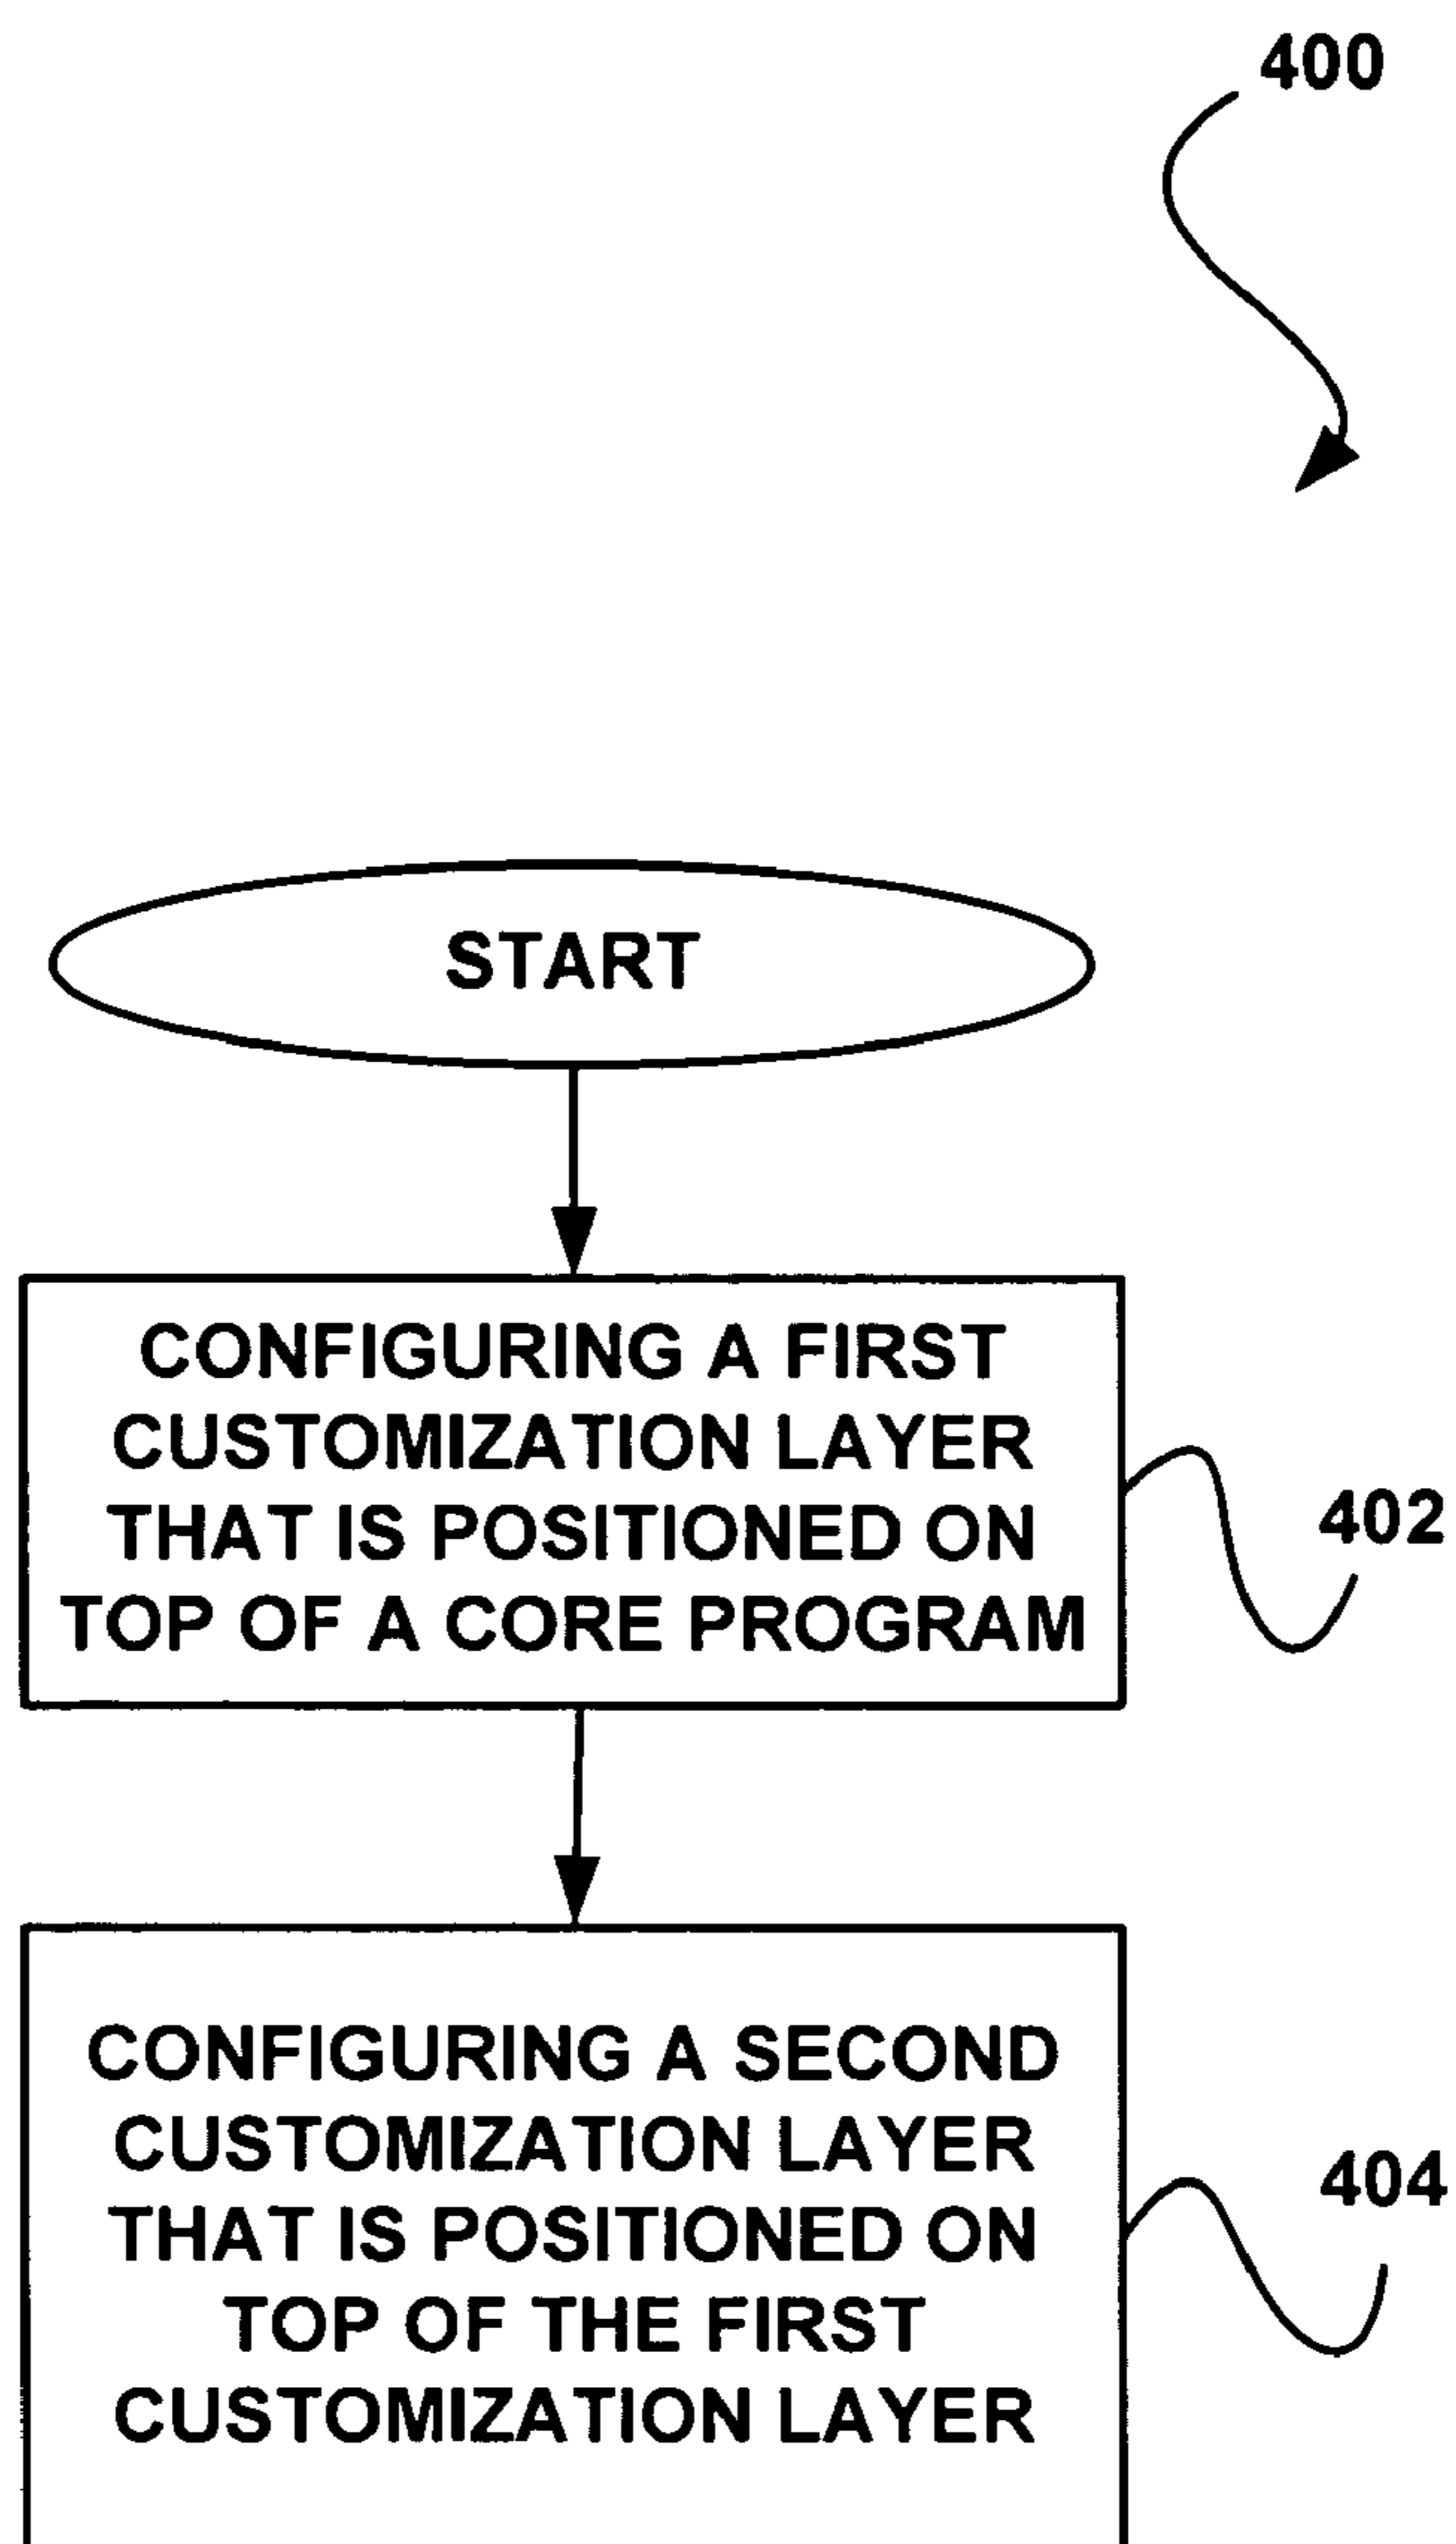 400
START
CONFIGURING A FIRST
CUSTOMIZATION LAYER
THAT IS POSITIONED ON
TOP OF A CORE PROGRAM
402
CONFIGURING A SECOND
CUSTOMIZATION LAYER
THAT IS POSITIONED ON
TOP OF THE FIRST
CUSTOMIZATION LAYER
404